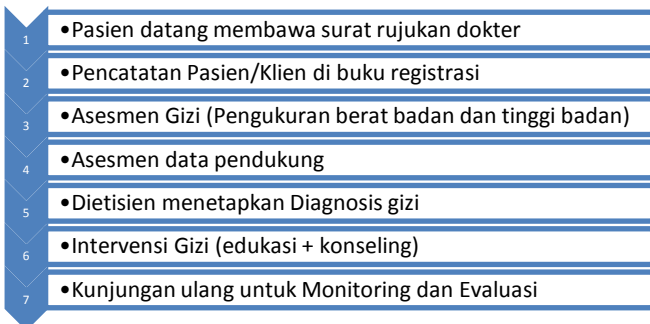 1 •Pasien datang membawa surat rujukan dokter
2 •Pencatatan Pasien/Klien di buku registrasi
3 •Asesmen Gizi (Pengukuran berat badan dan tinggi badan)
4 •Asesmen data pendukung
5 •Dietisien menetapkan Diagnosis gizi
6 •Intervensi Gizi (edukasi + konseling)
7 •Kunjungan ulang untuk Monitoring dan Evaluasi